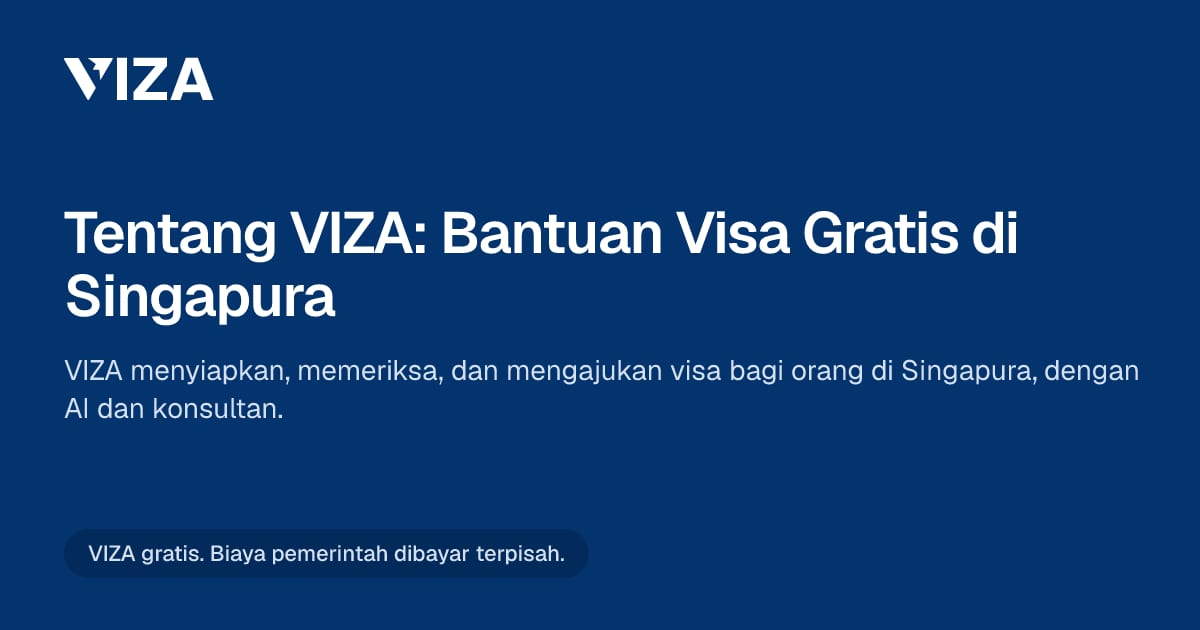 VIZA
Tentang VIZA: Bantuan Visa Gratis di
Singapura
VIZA menyiapkan, memeriksa, dan mengajukan visa bagi orang di Singapura, dengan
AI dan konsultan.
VIZA gratis. Biaya pemerintah dibayar terpisah.